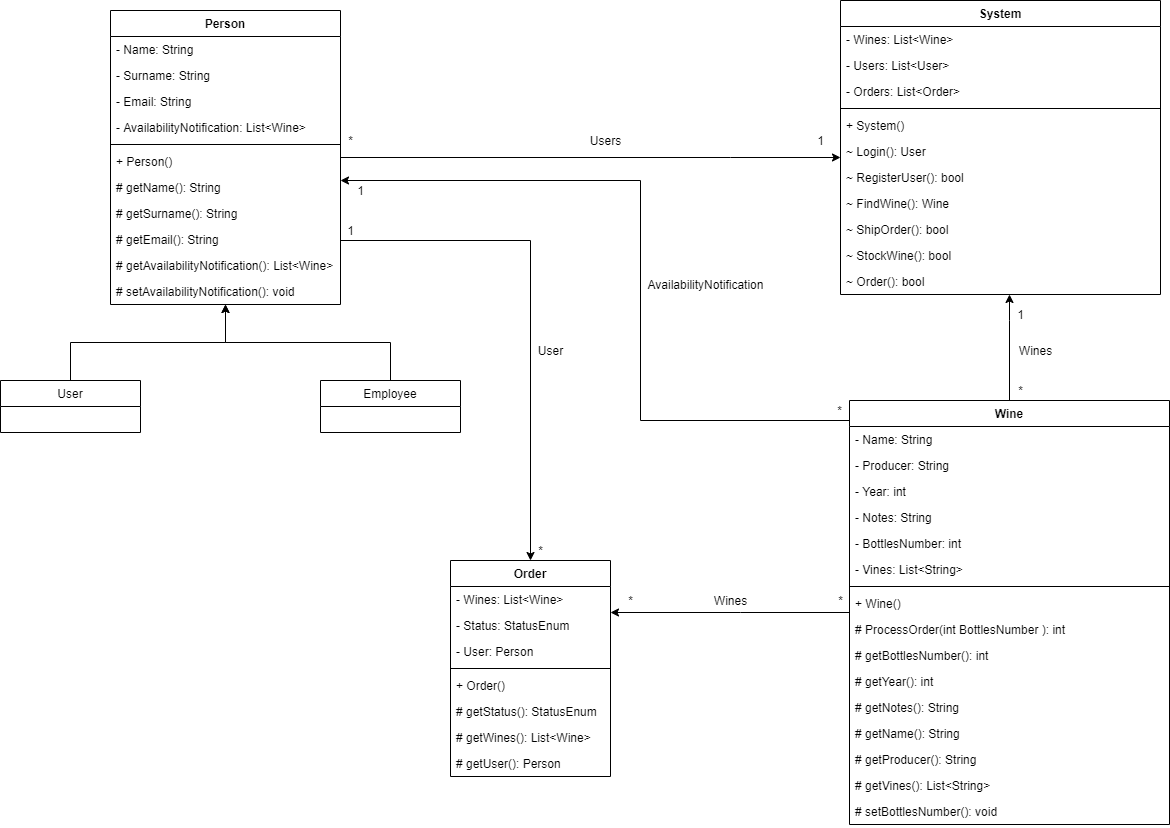 Person
- Name: String
- Surname: String
- Email: String
- AvailabilityNotification: List<Wine>
+ Person()
# getName(): String
# getSurname(): String
# getEmail(): String
# getAvailabilityNotification(): List<Wine>
# setAvailabilityNotification(): void
System
- Wines: List<Wine>
- Users: List<User>
- Orders: List<Order>
+ System()
~ Login(): User
~ RegisterUser(): bool
~ FindWine(): Wine
~ ShipOrder(): bool
~ StockWine(): bool
~ Order(): bool
*
Users
1
1
AvailabilityNotification
*
1
User
*
1
Wines
*
User
Employee
Order
- Wines: List<Wine>
- Status: StatusEnum
- User: Person
+ Order()
# getStatus(): StatusEnum
# getWines(): List<Wine>
# getUser(): Person
*
Wines
*
Wine
- Name: String
- Producer: String
- Year: int
- Notes: String
- BottlesNumber: int
- Vines: List<String>
+ Wine()
# ProcessOrder(int BottlesNumber ): int
# getBottlesNumber(): int
# getYear(): int
# getNotes(): String
# getName(): String
# getProducer(): String
# getVines(): List<String>
# setBottlesNumber(): void